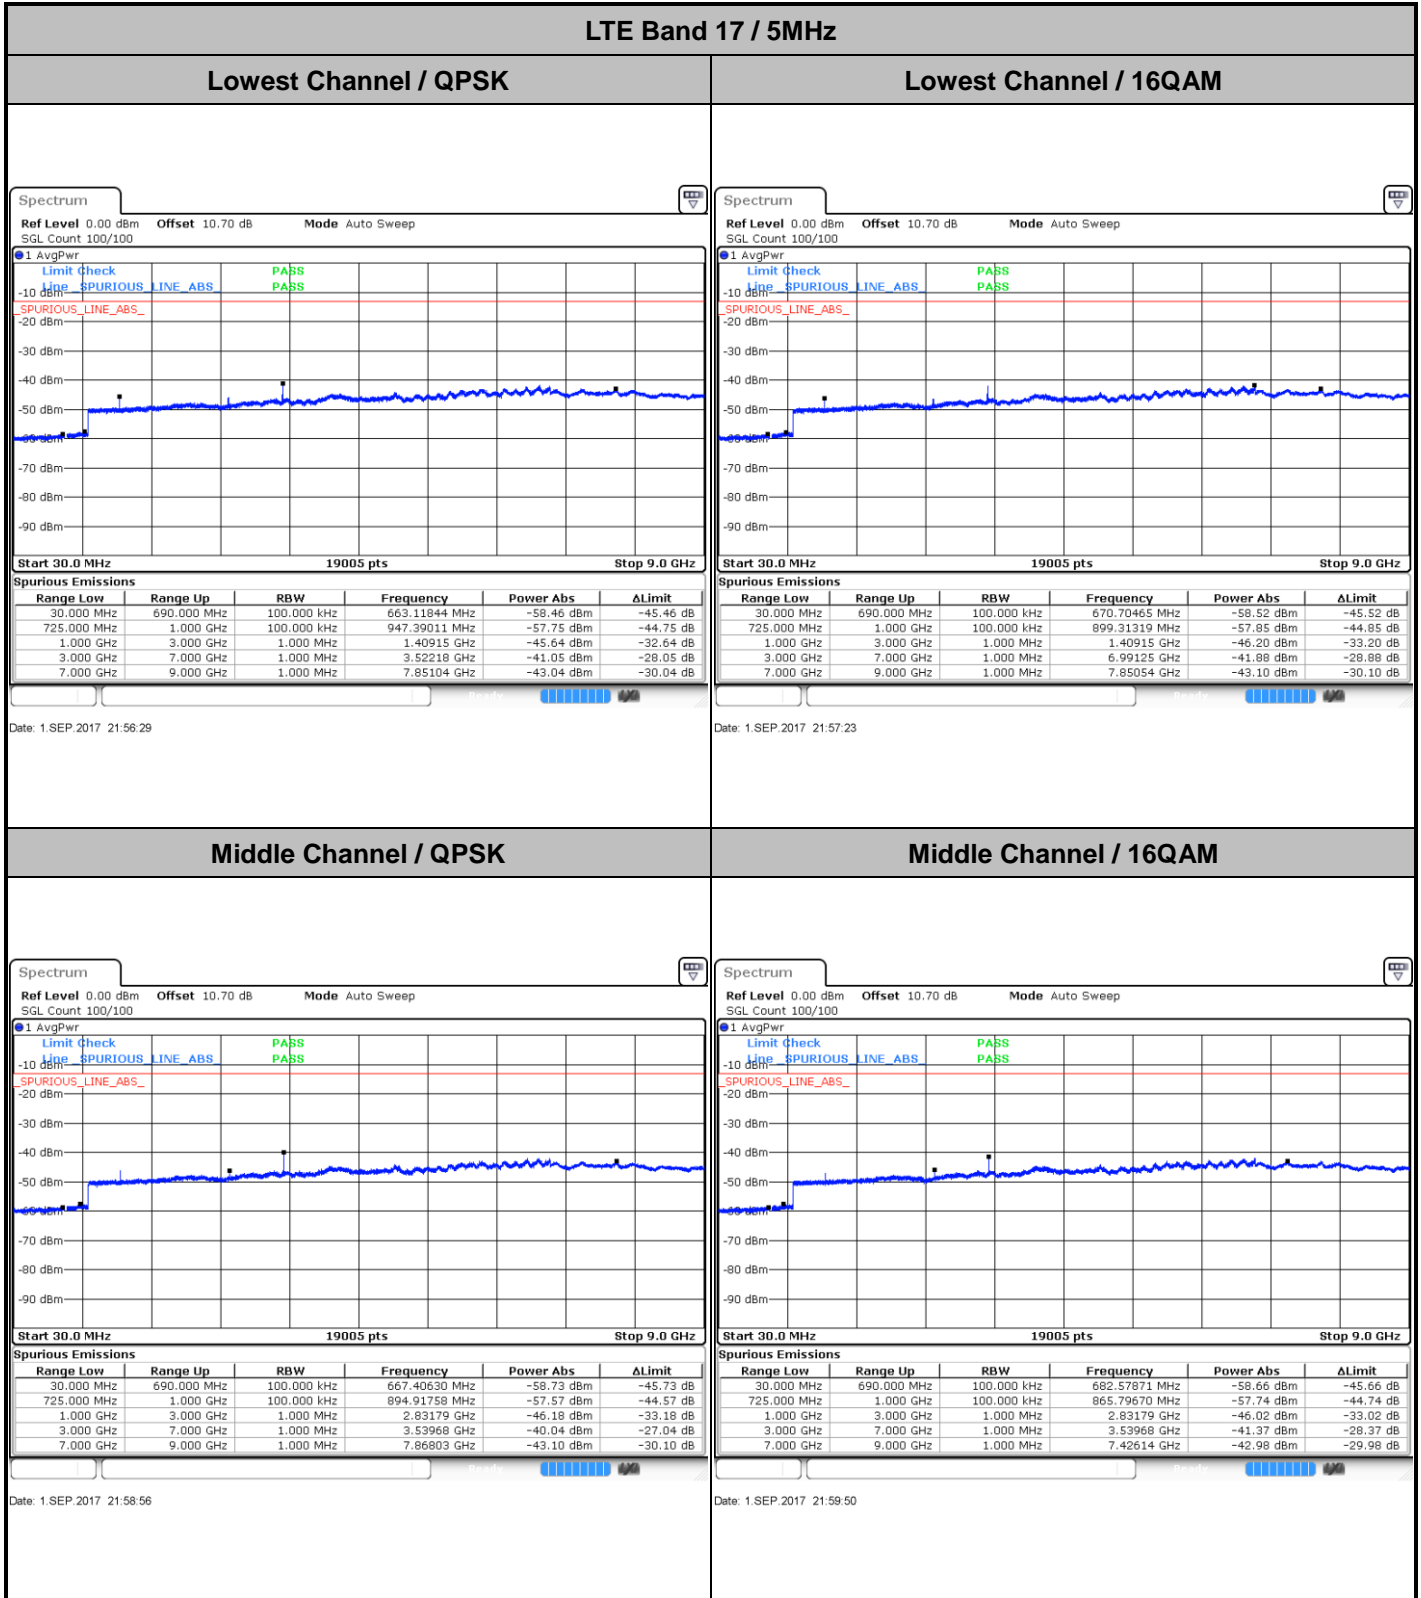 LTE Band 17 / 5MHz
Lowest Channel / QPSK
Lowest Channel / 16QAM
Spectrum
Ref Level 0.00 dBm Offset 10.70 dB Mode Auto Sweep
SGL Count 100/100
1 AvgPwr
Limit Check PASS
Line _SPURIOUS_LINE_ABS_ PASS
-10 dBm
_SPURIOUS_LINE_ABS_
-20 dBm
-30 dBm
-40 dBm
-50 dBm
-60 dBm
-70 dBm
-80 dBm
-90 dBm
Start 30.0 MHz 19005 pts Stop 9.0 GHz
Spurious Emissions
Range Low Range Up RBW Frequency Power Abs ΔLimit
30.000 MHz 690.000 MHz 100.000 kHz 663.11844 MHz -58.46 dBm -45.46 dB
725.000 MHz 1.000 GHz 100.000 kHz 947.39011 MHz -57.75 dBm -44.75 dB
1.000 GHz 3.000 GHz 1.000 MHz 1.40915 GHz -45.64 dBm -32.64 dB
3.000 GHz 7.000 GHz 1.000 MHz 3.52218 GHz -41.05 dBm -28.05 dB
7.000 GHz 9.000 GHz 1.000 MHz 7.85104 GHz -43.04 dBm -30.04 dB
Ready
Date: 1.SEP.2017 21:56:29
Spectrum
Ref Level 0.00 dBm Offset 10.70 dB Mode Auto Sweep
SGL Count 100/100
1 AvgPwr
Limit Check PASS
Line _SPURIOUS_LINE_ABS_ PASS
-10 dBm
_SPURIOUS_LINE_ABS_
-20 dBm
-30 dBm
-40 dBm
-50 dBm
-60 dBm
-70 dBm
-80 dBm
-90 dBm
Start 30.0 MHz 19005 pts Stop 9.0 GHz
Spurious Emissions
Range Low Range Up RBW Frequency Power Abs ΔLimit
30.000 MHz 690.000 MHz 100.000 kHz 670.70465 MHz -58.52 dBm -45.52 dB
725.000 MHz 1.000 GHz 100.000 kHz 899.31319 MHz -57.85 dBm -44.85 dB
1.000 GHz 3.000 GHz 1.000 MHz 1.40915 GHz -46.20 dBm -33.20 dB
3.000 GHz 7.000 GHz 1.000 MHz 6.99125 GHz -41.88 dBm -28.88 dB
7.000 GHz 9.000 GHz 1.000 MHz 7.85054 GHz -43.10 dBm -30.10 dB
Ready
Date: 1.SEP.2017 21:57:23
Middle Channel / QPSK
Middle Channel / 16QAM
Spectrum
Ref Level 0.00 dBm Offset 10.70 dB Mode Auto Sweep
SGL Count 100/100
1 AvgPwr
Limit Check PASS
Line _SPURIOUS_LINE_ABS_ PASS
-10 dBm
_SPURIOUS_LINE_ABS_
-20 dBm
-30 dBm
-40 dBm
-50 dBm
-60 dBm
-70 dBm
-80 dBm
-90 dBm
Start 30.0 MHz 19005 pts Stop 9.0 GHz
Spurious Emissions
Range Low Range Up RBW Frequency Power Abs ΔLimit
30.000 MHz 690.000 MHz 100.000 kHz 667.40630 MHz -58.73 dBm -45.73 dB
725.000 MHz 1.000 GHz 100.000 kHz 894.91758 MHz -57.57 dBm -44.57 dB
1.000 GHz 3.000 GHz 1.000 MHz 2.83179 GHz -46.18 dBm -33.18 dB
3.000 GHz 7.000 GHz 1.000 MHz 3.53968 GHz -40.04 dBm -27.04 dB
7.000 GHz 9.000 GHz 1.000 MHz 7.86803 GHz -43.10 dBm -30.10 dB
Ready
Date: 1.SEP.2017 21:58:56
Spectrum
Ref Level 0.00 dBm Offset 10.70 dB Mode Auto Sweep
SGL Count 100/100
1 AvgPwr
Limit Check PASS
Line _SPURIOUS_LINE_ABS_ PASS
-10 dBm
_SPURIOUS_LINE_ABS_
-20 dBm
-30 dBm
-40 dBm
-50 dBm
-60 dBm
-70 dBm
-80 dBm
-90 dBm
Start 30.0 MHz 19005 pts Stop 9.0 GHz
Spurious Emissions
Range Low Range Up RBW Frequency Power Abs ΔLimit
30.000 MHz 690.000 MHz 100.000 kHz 682.57871 MHz -58.66 dBm -45.66 dB
725.000 MHz 1.000 GHz 100.000 kHz 865.79670 MHz -57.74 dBm -44.74 dB
1.000 GHz 3.000 GHz 1.000 MHz 2.83179 GHz -46.02 dBm -33.02 dB
3.000 GHz 7.000 GHz 1.000 MHz 3.53968 GHz -41.37 dBm -28.37 dB
7.000 GHz 9.000 GHz 1.000 MHz 7.42614 GHz -42.98 dBm -29.98 dB
Ready
Date: 1.SEP.2017 21:59:50